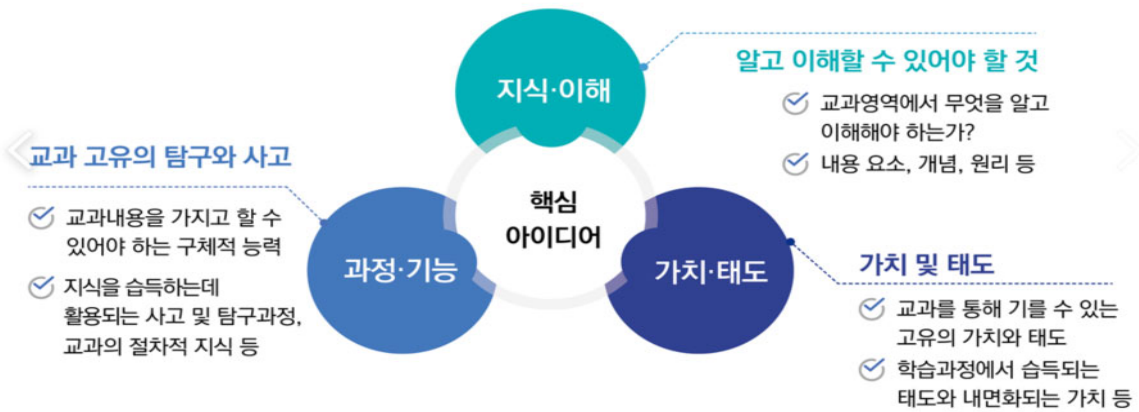 지식·이해
알고 이해할 수 있어야 할 것
교과영역에서 무엇을 알고
이해해야 하는가?
내용 요소, 개념, 원리 등
핵심
아이디어
교과 고유의 탐구와 사고
교과내용을 가지고 할 수
있어야 하는 구체적 능력
지식을 습득하는데
활용되는 사고 및 탐구과정,
교과의 절차적 지식 등
과정·기능
가치·태도
가치 및 태도
교과를 통해 기를 수 있는
고유의 가치와 태도
학습과정에서 습득되는
태도와 내면화되는 가치 등